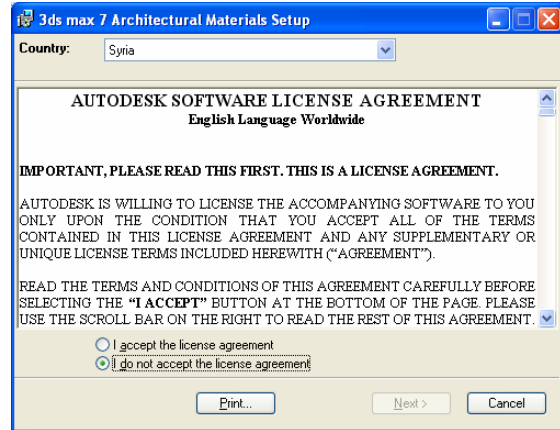 3ds max 7 Architectural Materials Setup
Country: Syria
AUTODESK SOFTWARE LICENSE AGREEMENT
English Language Worldwide
IMPORTANT, PLEASE READ THIS FIRST. THIS IS A LICENSE AGREEMENT.
AUTODESK IS WILLING TO LICENSE THE ACCOMPANYING SOFTWARE TO YOU
ONLY UPON THE CONDITION THAT YOU ACCEPT ALL OF THE TERMS
CONTAINED IN THIS LICENSE AGREEMENT AND ANY SUPPLEMENTARY OR
UNIQUE LICENSE TERMS INCLUDED HEREWITH (“AGREEMENT”).
READ THE TERMS AND CONDITIONS OF THIS AGREEMENT CAREFULLY BEFORE
SELECTING THE “I ACCEPT” BUTTON AT THE BOTTOM OF THE PAGE. PLEASE
USE THE SCROLL BAR ON THE RIGHT TO READ THE REST OF THIS AGREEMENT.
I accept the license agreement
I do not accept the license agreement
Print... Next > Cancel